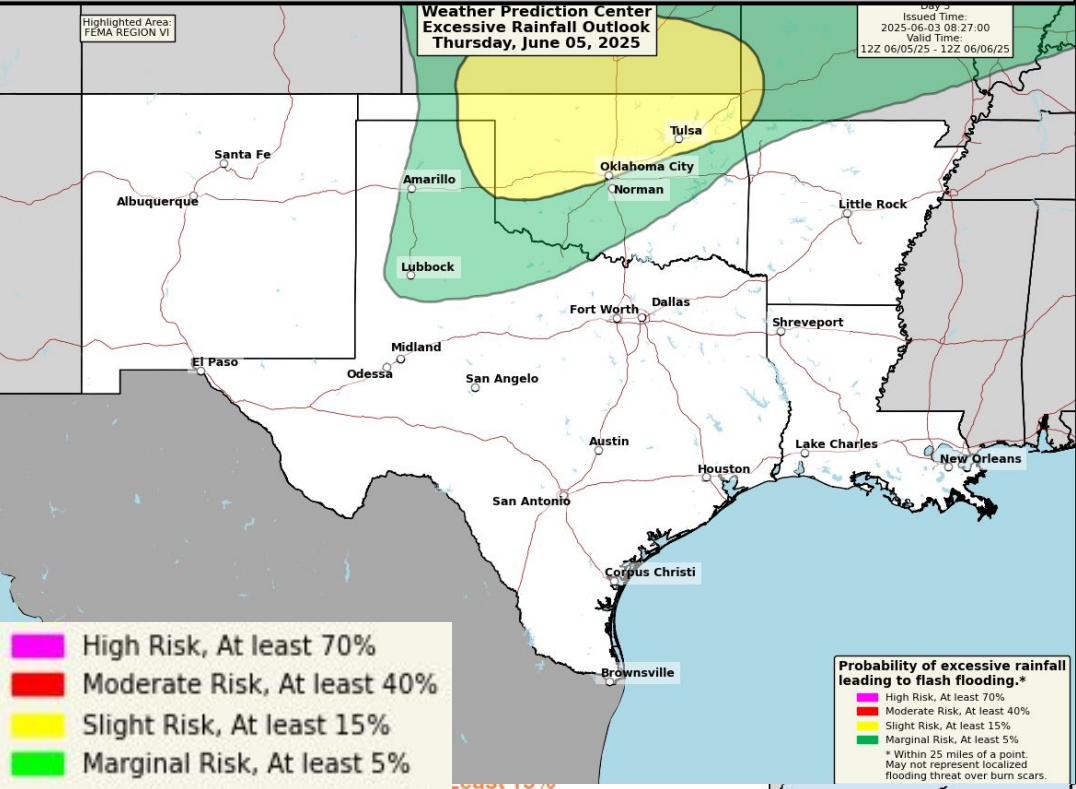 Highlighted Area:
FEMA REGION VI
Weather Prediction Center
Excessive Rainfall Outlook
Thursday, June 05, 2025
Day 3
Issued Time:
2025-06-03 08:27:00
Valid Time:
12Z 06/05/25 - 12Z 06/06/25
Tulsa
Santa Fe
Oklahoma City
Amarillo
Norman
Albuquerque
Little Rock
Lubbock
Dallas
Fort Worth
Shreveport
Midland
El Paso
Odessa
San Angelo
Austin
Lake Charles
New Orleans
Houston
San Antonio
Corpus Christi
Brownsville
High Risk, At least 70%
Moderate Risk, At least 40%
Slight Risk, At least 15%
Marginal Risk, At least 5%
Probability of excessive rainfall
leading to flash flooding.*
High Risk, At least 70%
Moderate Risk, At least 40%
Slight Risk, At least 15%
Marginal Risk, At least 5%
* Within 25 miles of a point.
May not represent localized
flooding threat over burn scars.